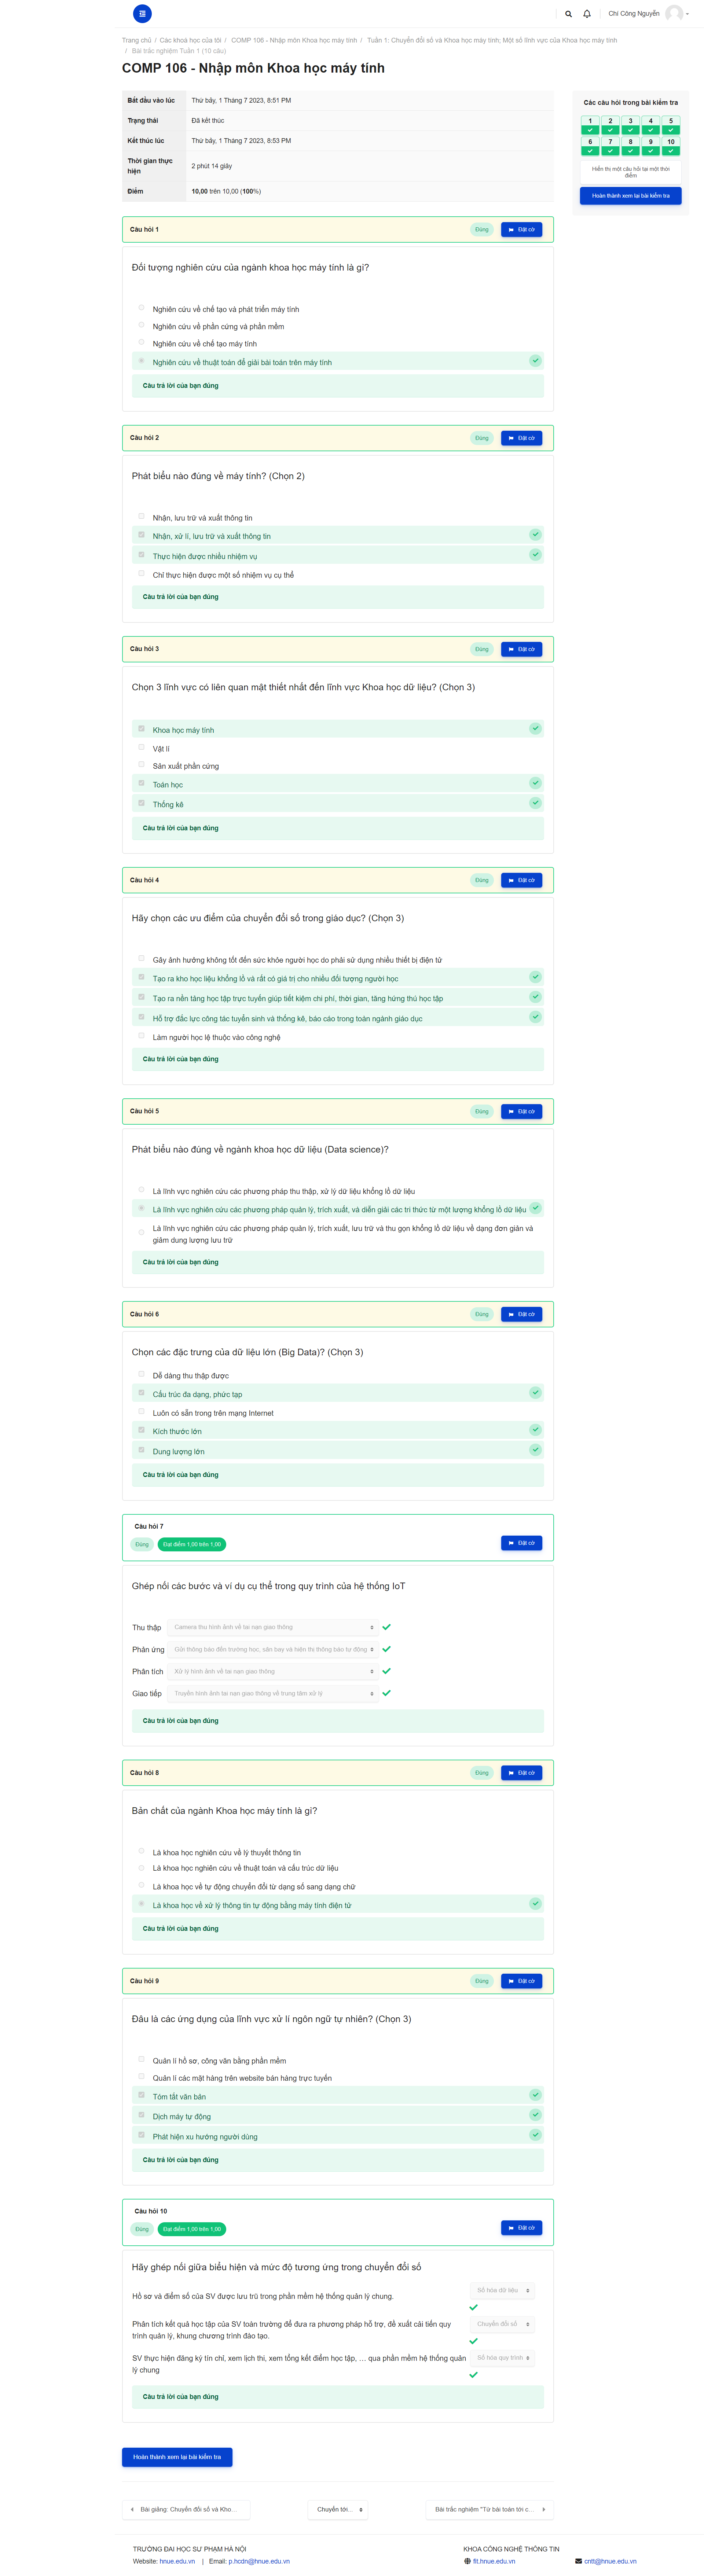 Chí Công Nguyễn
Trang chủ / Các khoá học của tôi / COMP 106 - Nhập môn Khoa học máy tính / Tuần 1: Chuyển đổi số và Khoa học máy tính; Một số lĩnh vực của Khoa học máy tính
/ Bài trắc nghiệm Tuần 1 (10 câu)
COMP 106 - Nhập môn Khoa học máy tính
Bắt đầu vào lúc Thứ bảy, 1 Tháng 7 2023, 8:51 PM
Trạng thái Đã kết thúc
Kết thúc lúc Thứ bảy, 1 Tháng 7 2023, 8:53 PM
Thời gian thực hiện 2 phút 14 giây
Điểm 10,00 trên 10,00 (100%)
Các câu hỏi trong bài kiểm tra
1 2 3 4 5
6 7 8 9 10
Hiển thị một câu hỏi tại một thời
điểm
Hoàn thành xem lại bài kiểm tra
Câu hỏi 1 Đúng Đặt cờ
Đối tượng nghiên cứu của ngành khoa học máy tính là gì?
Nghiên cứu về chế tạo và phát triển máy tính
Nghiên cứu về phần cứng và phần mềm
Nghiên cứu về chế tạo máy tính
Nghiên cứu về thuật toán để giải bài toán trên máy tính
Câu trả lời của bạn đúng
Câu hỏi 2 Đúng Đặt cờ
Phát biểu nào đúng về máy tính? (Chọn 2)
Nhận, lưu trữ và xuất thông tin
Nhận, xử lí, lưu trữ và xuất thông tin
Thực hiện được nhiều nhiệm vụ
Chỉ thực hiện được một số nhiệm vụ cụ thể
Câu trả lời của bạn đúng
Câu hỏi 3 Đúng Đặt cờ
Chọn 3 lĩnh vực có liên quan mật thiết nhất đến lĩnh vực Khoa học dữ liệu? (Chọn 3)
Khoa học máy tính
Vật lí
Sản xuất phần cứng
Toán học
Thống kê
Câu trả lời của bạn đúng
Câu hỏi 4 Đúng Đặt cờ
Hãy chọn các ưu điểm của chuyển đổi số trong giáo dục? (Chọn 3)
Gây ảnh hưởng không tốt đến sức khỏe người học do phải sử dụng nhiều thiết bị điện tử
Tạo ra kho học liệu khổng lồ và rất có giá trị cho nhiều đối tượng người học
Tạo ra nền tảng học tập trực tuyến giúp tiết kiệm chi phí, thời gian, tăng hứng thú học tập
Hỗ trợ đắc lực công tác tuyển sinh và thống kê, báo cáo trong toàn ngành giáo dục
Làm người học lệ thuộc vào công nghệ
Câu trả lời của bạn đúng
Câu hỏi 5 Đúng Đặt cờ
Phát biểu nào đúng về ngành khoa học dữ liệu (Data science)?
Là lĩnh vực nghiên cứu các phương pháp thu thập, xử lý dữ liệu khổng lồ dữ liệu
Là lĩnh vực nghiên cứu các phương pháp quản lý, trích xuất, và diễn giải các tri thức từ một lượng khổng lồ dữ liệu
Là lĩnh vực nghiên cứu các phương pháp quản lý, trích xuất, lưu trữ và thu gọn khổng lồ dữ liệu về dạng đơn giản và
giảm dung lượng lưu trữ
Câu trả lời của bạn đúng
Câu hỏi 6 Đúng Đặt cờ
Chọn các đặc trưng của dữ liệu lớn (Big Data)? (Chọn 3)
Dễ dàng thu thập được
Cấu trúc đa dạng, phức tạp
Luôn có sẵn trong trên mạng Internet
Kích thước lớn
Dung lượng lớn
Câu trả lời của bạn đúng
Câu hỏi 7
Đúng Đạt điểm 1,00 trên 1,00 Đặt cờ
Ghép nối các bước và ví dụ cụ thể trong quy trình của hệ thống IoT
Thu thập Camera thu hình ảnh về tai nạn giao thông
Phản ứng Gửi thông báo đến trường học, sân bay và hiện thị thông báo tự động
Phân tích Xử lý hình ảnh về tai nạn giao thông
Giao tiếp Truyền hình ảnh tai nạn giao thông về trung tâm xử lý
Câu trả lời của bạn đúng
Câu hỏi 8 Đúng Đặt cờ
Bản chất của ngành Khoa học máy tính là gì?
Là khoa học nghiên cứu về lý thuyết thông tin
Là khoa học nghiên cứu về thuật toán và cấu trúc dữ liệu
Là khoa học về tự động chuyển đổi từ dạng số sang dạng chữ
Là khoa học về xử lý thông tin tự động bằng máy tính điện tử
Câu trả lời của bạn đúng
Câu hỏi 9 Đúng Đặt cờ
Đâu là các ứng dụng của lĩnh vực xử lí ngôn ngữ tự nhiên? (Chọn 3)
Quản lí hồ sơ, công văn bằng phần mềm
Quản lí các mặt hàng trên website bán hàng trực tuyến
Tóm tắt văn bản
Dịch máy tự động
Phát hiện xu hướng người dùng
Câu trả lời của bạn đúng
Câu hỏi 10
Đúng Đạt điểm 1,00 trên 1,00 Đặt cờ
Hãy ghép nối giữa biểu hiện và mức độ tương ứng trong chuyển đổi số
Hồ sơ và điểm số của SV được lưu trũ trong phần mềm hệ thống quản lý chung. Số hóa dữ liệu
Phân tích kết quả học tập của SV toàn trường để đưa ra phương pháp hỗ trợ, đề xuất cải tiến quy Chuyển đổi số
trình quản lý, khung chương trình đào tạo.
SV thực hiện đăng ký tín chỉ, xem lịch thi, xem tổng kết điểm học tập, ... qua phần mềm hệ thống quản Số hóa quy trình
lý chung
Câu trả lời của bạn đúng
Hoàn thành xem lại bài kiểm tra
Bài giảng: Chuyển đổi số và Kho... Chuyển tới... Bài trắc nghiệm "Từ bài toán tới c...
TRƯỜNG ĐẠI HỌC SƯ PHẠM HÀ NỘI KHOA CÔNG NGHỆ THÔNG TIN
Website: hnue.edu.vn | Email: p.hcdn@hnue.edu.vn fit.hnue.edu.vn cntt@hnue.edu.vn